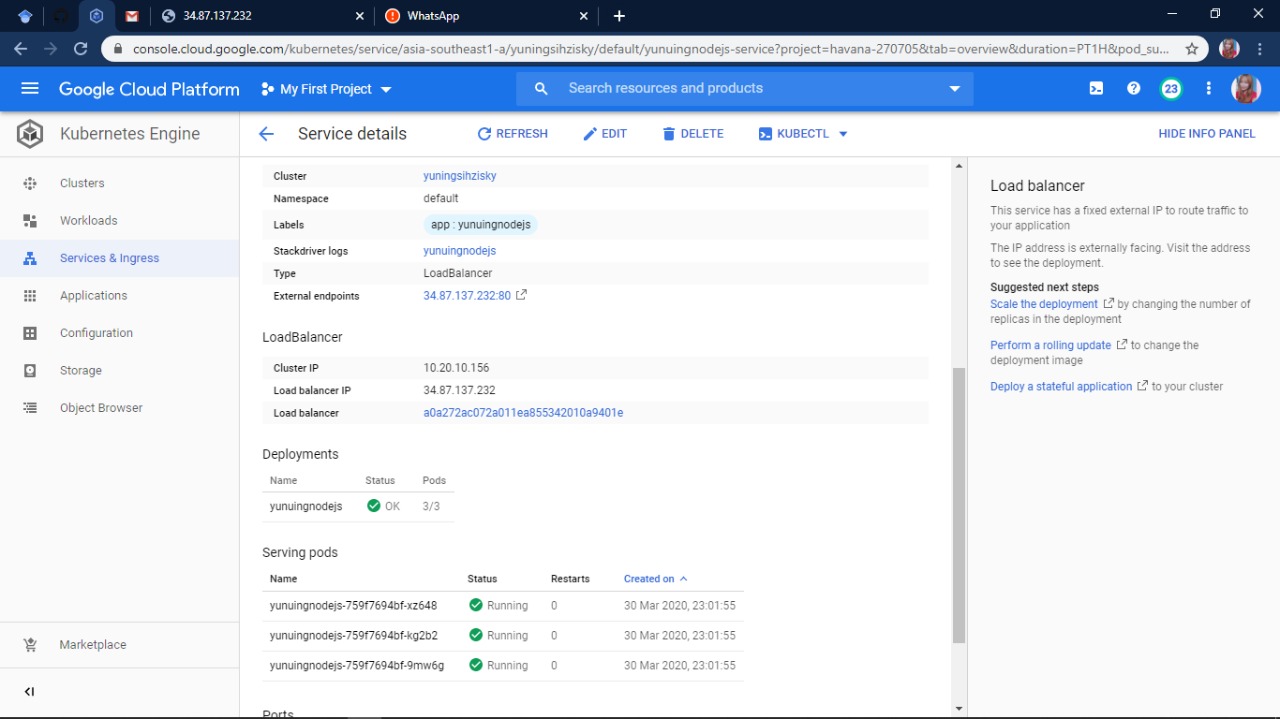 34.87.137.232
WhatsApp
console.cloud.google.com/kubernetes/service/asia-southeast1-a/yuningsihzisky/default/yunuingnodejs-service?project=havana-270705&tab=overview&duration=PT1H&pod_su...
Google Cloud Platform
My First Project
Search resources and products
23
Kubernetes Engine
Service details
REFRESH
EDIT
DELETE
KUBECTL
HIDE INFO PANEL
Clusters
Workloads
Services & Ingress
Applications
Configuration
Storage
Object Browser
Marketplace
Cluster yuningsihzisky
Namespace default
Labels app : yunuingnodejs
Stackdriver logs yunuingnodejs
Type LoadBalancer
External endpoints 34.87.137.232:80
LoadBalancer
Cluster IP 10.20.10.156
Load balancer IP 34.87.137.232
Load balancer a0a272ac072a011ea855342010a9401e
Deployments
Name Status Pods
yunuingnodejs OK 3/3
Serving pods
Name Status Restarts Created on
yunuingnodejs-759f7694bf-xz648 Running 0 30 Mar 2020, 23:01:55
yunuingnodejs-759f7694bf-kg2b2 Running 0 30 Mar 2020, 23:01:55
yunuingnodejs-759f7694bf-9mw6g Running 0 30 Mar 2020, 23:01:55
Ports
Load balancer
This service has a fixed external IP to route traffic to
your application
The IP address is externally facing. Visit the address
to see the deployment.
Suggested next steps
Scale the deployment by changing the number of
replicas in the deployment
Perform a rolling update to change the
deployment image
Deploy a stateful application to your cluster